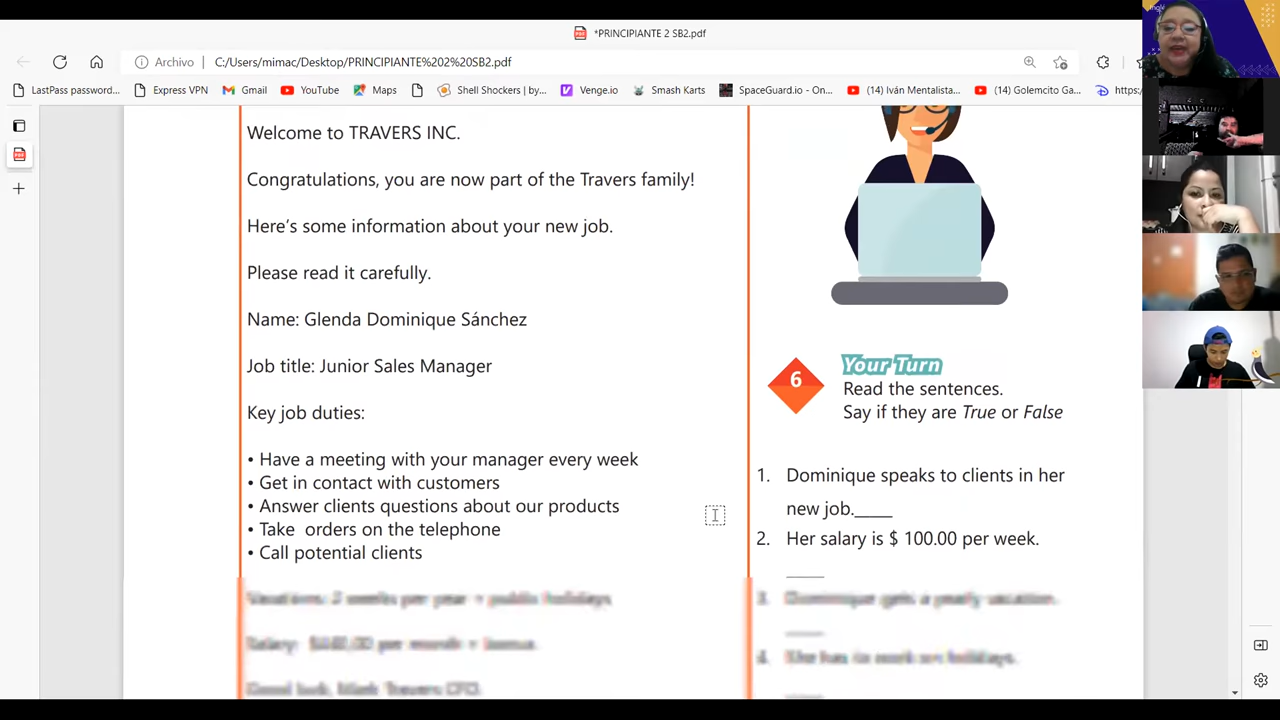 *PRINCIPIANTE 2 SB2.pdf
Archivo
C:/Users/mimac/Desktop/PRINCIPIANTE%202%20SB2.pdf
LastPass password...
Express VPN
Gmail
YouTube
Maps
Shell Shockers | by...
Venge.io
Smash Karts
SpaceGuard.io - On...
(14) Iván Mentalista...
(14) Golemcito Ga...
https:/
Welcome to TRAVERS INC.
Congratulations, you are now part of the Travers family!
Here's some information about your new job.
Please read it carefully.
Name: Glenda Dominique Sánchez
Job title: Junior Sales Manager
Key job duties:
• Have a meeting with your manager every week
• Get in contact with customers
• Answer clients questions about our products
• Take orders on the telephone
• Call potential clients
6
Your Turn
Read the sentences.
Say if they are True or False
1. Dominique speaks to clients in her
new job._____
2. Her salary is $ 100.00 per week.
_____